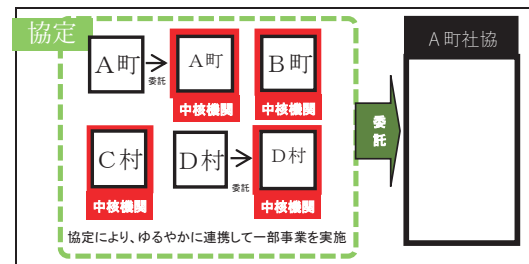 協定
A町
委託
A町
中核機関
B町
中核機関
C村
中核機関
D村
委託
D村
中核機関
協定により、ゆるやかに連携して一部事業を実施
委託
A町社協